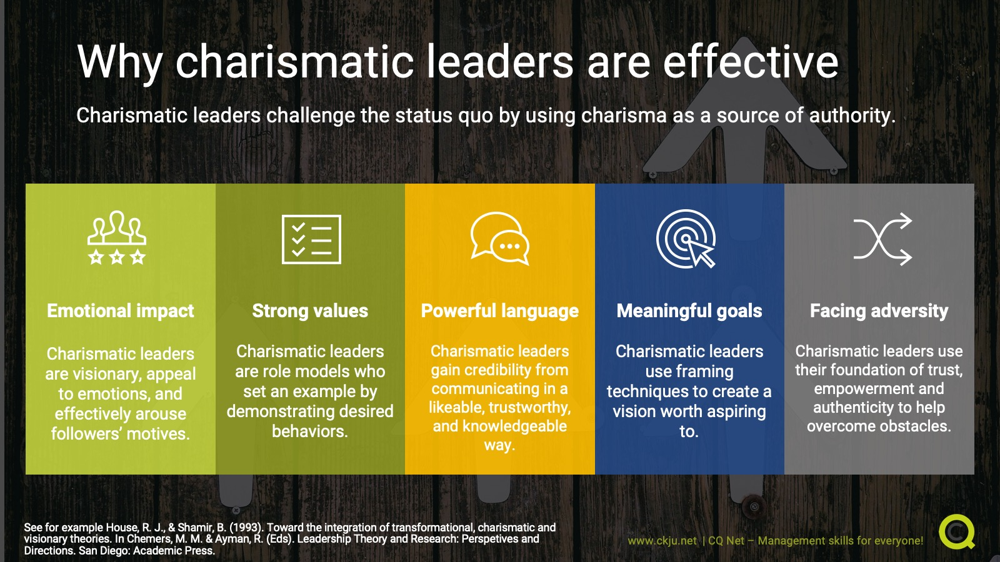 Why charismatic leaders are effective
Charismatic leaders challenge the status quo by using charisma as a source of authority.
Emotional impact
Charismatic leaders
are visionary, appeal
to emotions, and
effectively arouse
followers’ motives.
Strong values
Charismatic leaders
are role models who
set an example by
demonstrating desired
behaviors.
Powerful language
Charismatic leaders
gain credibility from
communicating in a
likeable, trustworthy,
and knowledgeable
way.
Meaningful goals
Charismatic leaders
use framing
techniques to create a
vision worth aspiring
to.
Facing adversity
Charismatic leaders use
their foundation of trust,
empowerment and
authenticity to help
overcome obstacles.
See for example House, R. J., & Shamir, B. (1993). Toward the integration of transformational, charismatic and
visionary theories. In Chemers, M. M. & Ayman, R. (Eds). Leadership Theory and Research: Perspetives and
Directions. San Diego: Academic Press.
www.ckju.net | CQ Net – Management skills for everyone!
CQ